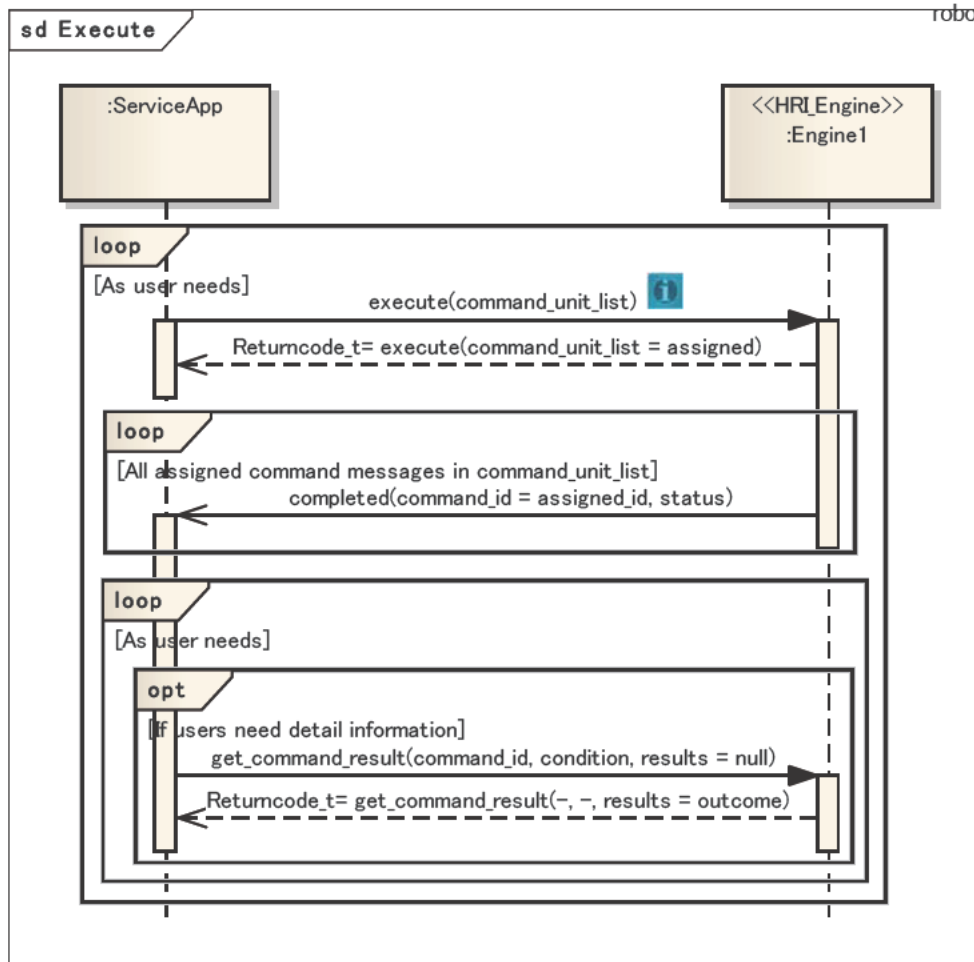 robo
sd Execute
:ServiceApp
<<HRI_Engine>>
:Engine1
loop
[As user needs]
execute(command_unit_list)
Returncode_t= execute(command_unit_list = assigned)
loop
[All assigned command messages in command_unit_list]
completed(command_id = assigned_id, status)
loop
[As user needs]
opt
[If users need detail information]
get_command_result(command_id, condition, results = null)
Returncode_t= get_command_result(-, -, results = outcome)